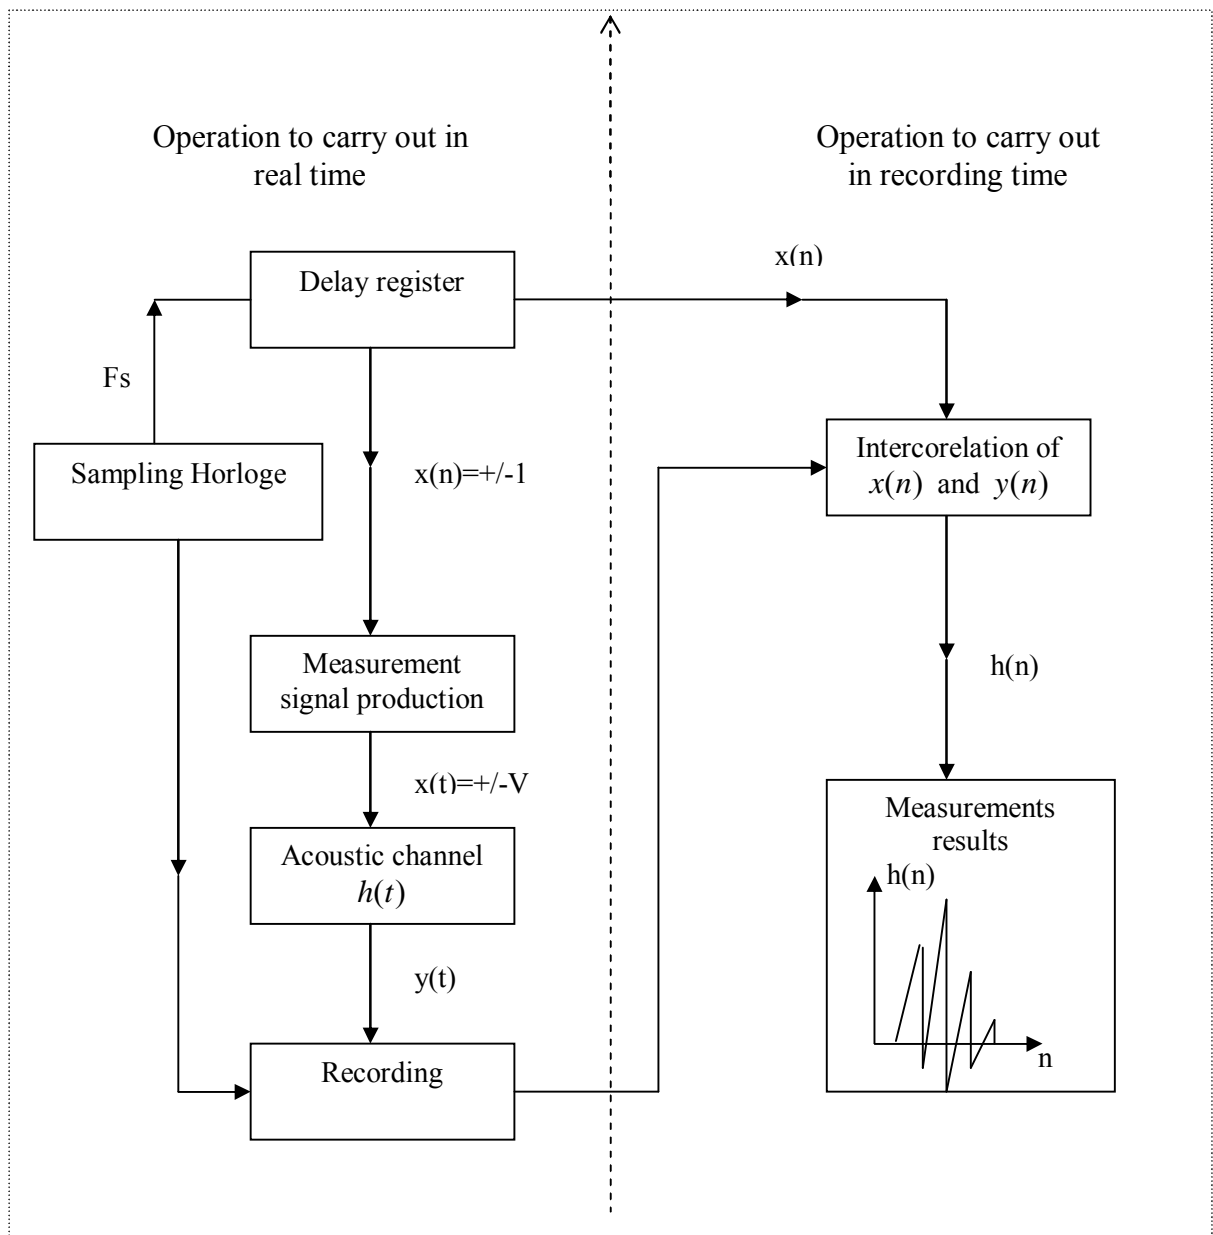 Operation to carry out in
real time
Operation to carry out
in recording time
Delay register
x(n)
Fs
Sampling Horloge
x(n)=+/-1
Intercorelation of
x(n) and y(n)
Measurement
signal production
h(n)
x(t)=+/-V
Acoustic channel
h(t)
Measurements
results
h(n)
y(t)
n
Recording